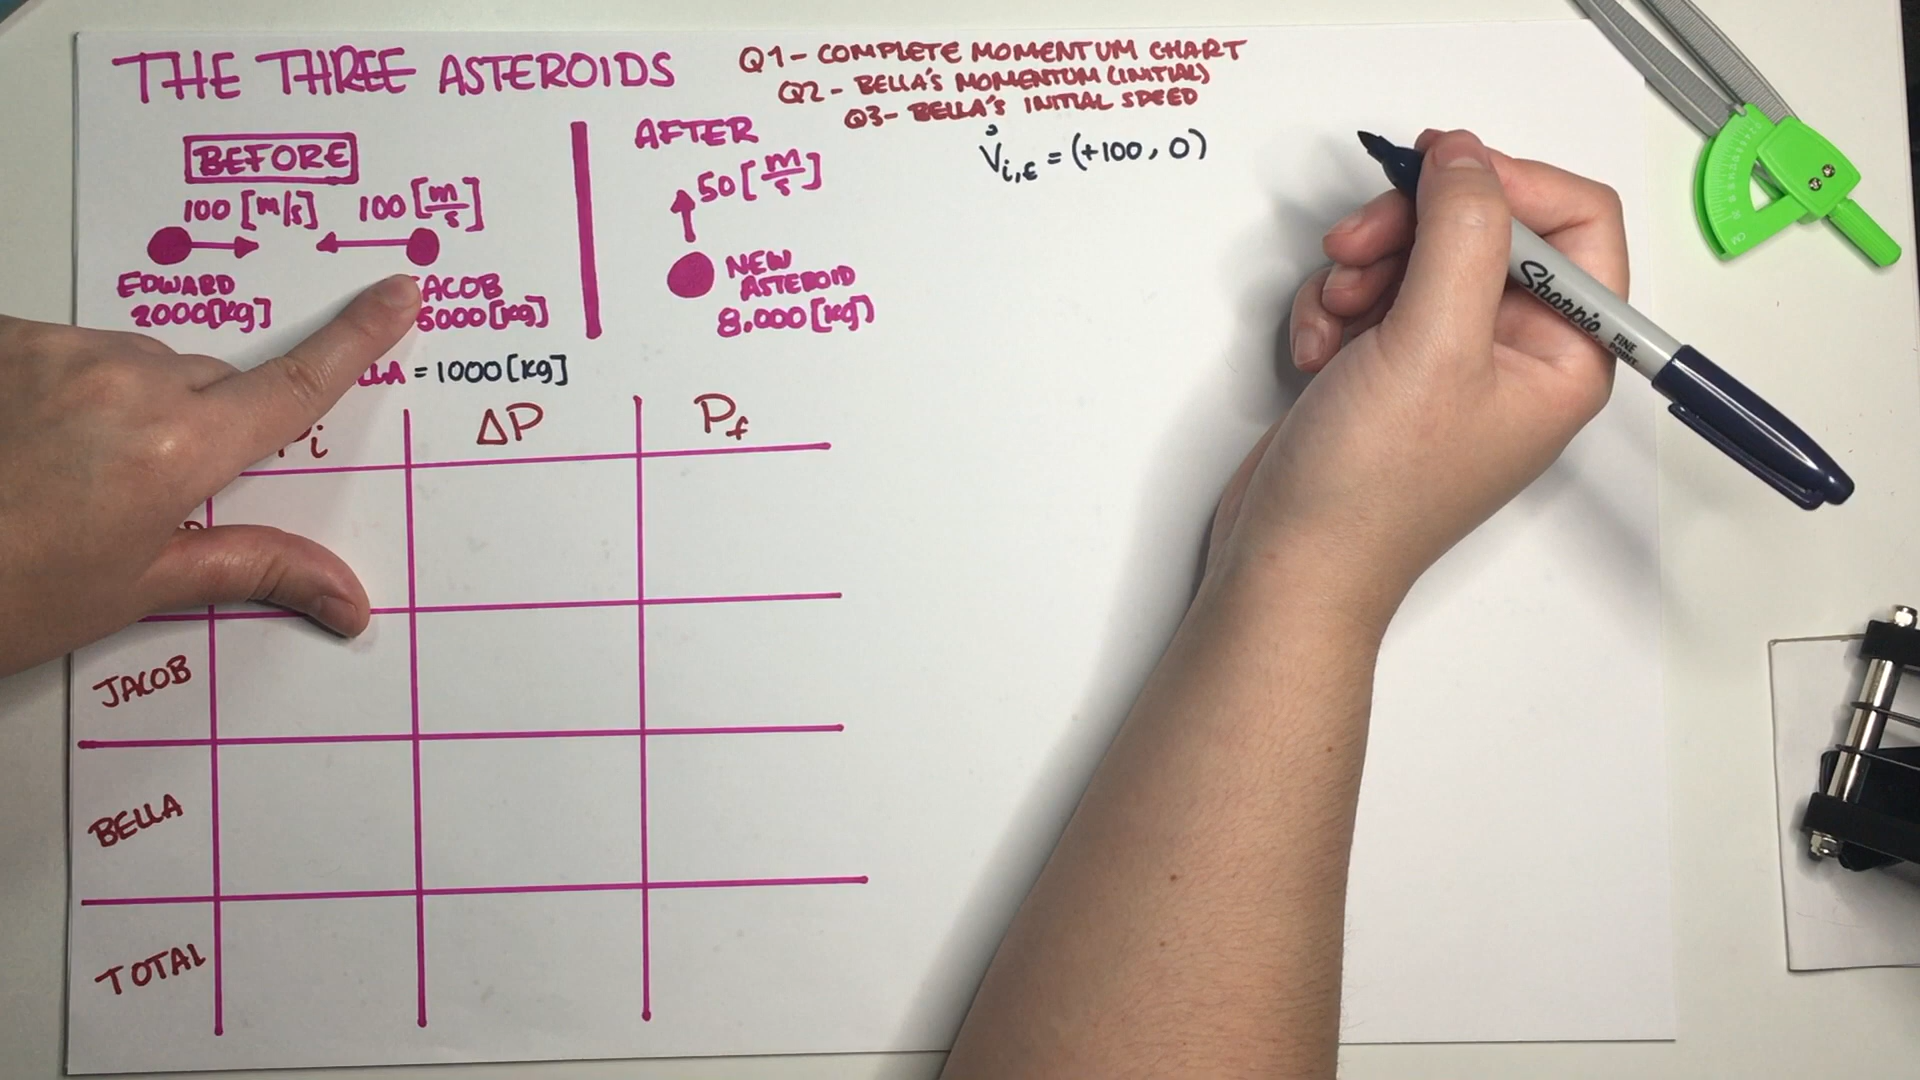 THE THREE ASTEROIDS
Q1 - COMPLETE MOMENTUM CHART
Q2 - BELLA'S MOMENTUM (INITIAL)
Q3 - BELLA'S INITIAL SPEED
BEFORE
100 [m/s]
100 [m/s]
EDWARD
2000[kg]
JACOB
5000[kg]
= 1000 [kg]
AFTER
50 [m/s]
NEW
ASTEROID
8.000 [kg]
V i,E = (+100, 0)
Pi
ΔP
Pf
JACOB
BELLA
TOTAL
Sharpie
FINE
POINT